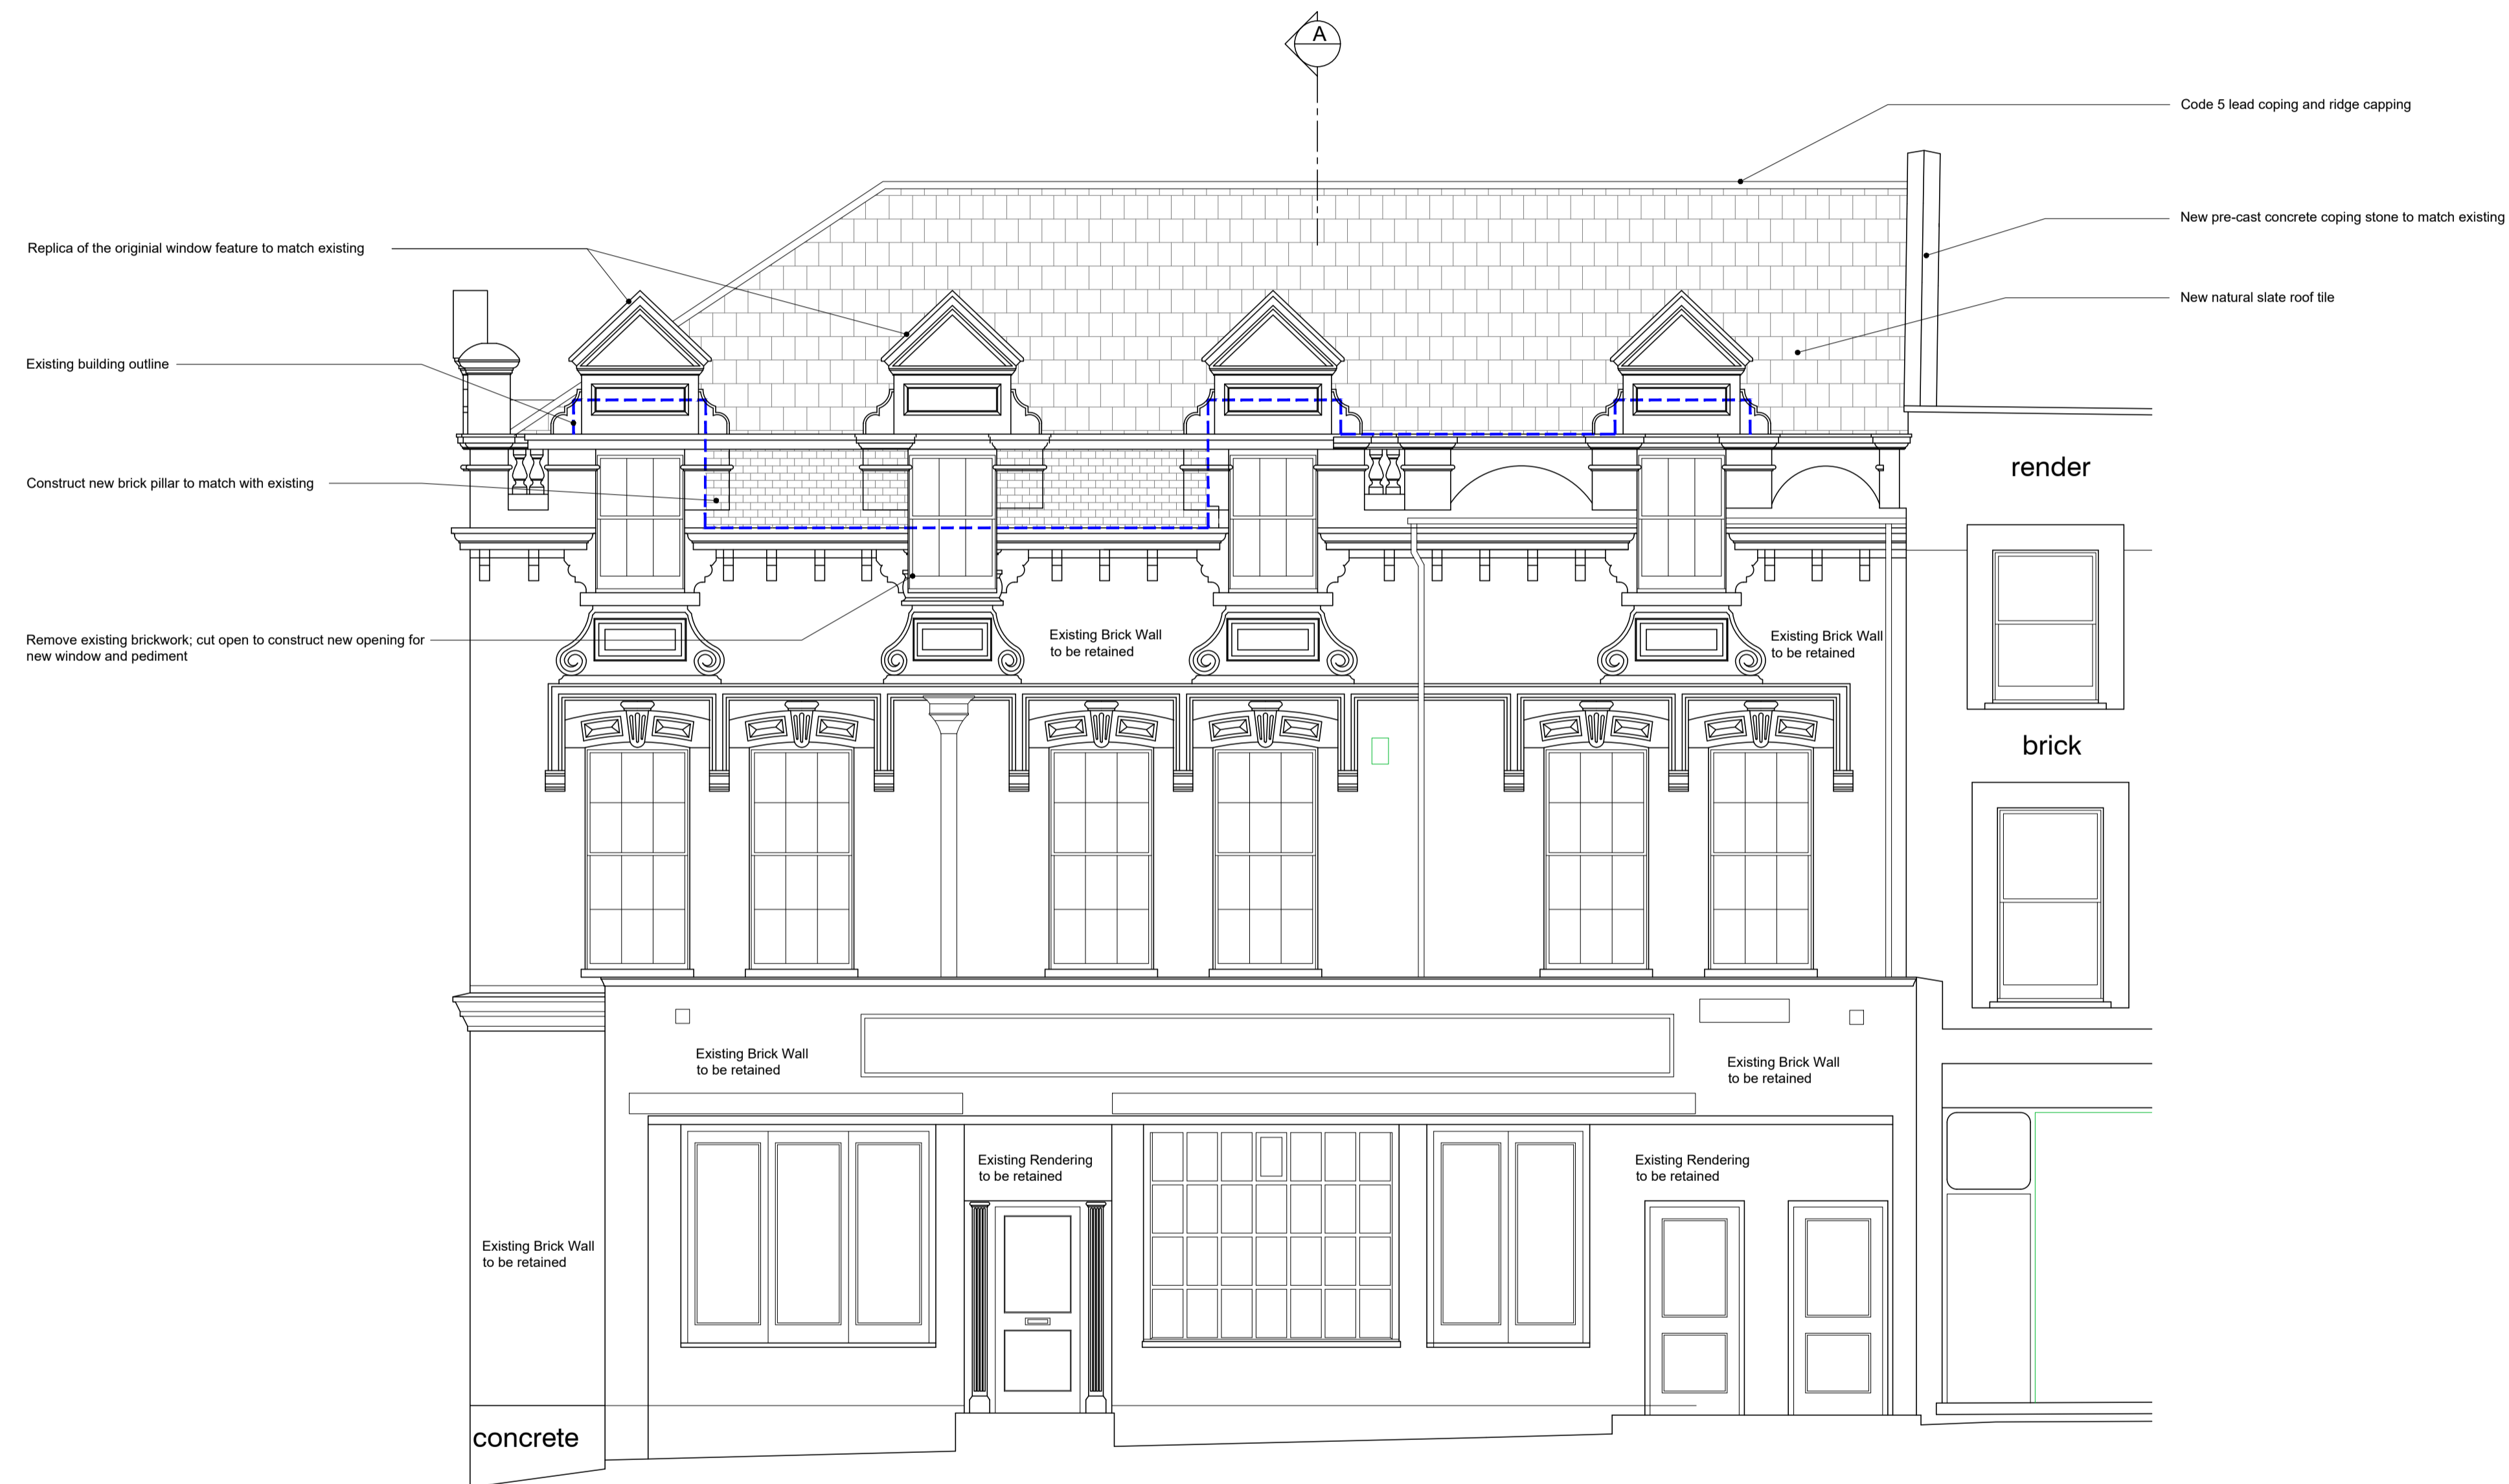 A
Code 5 lead coping and ridge capping
New pre-cast concrete coping stone to match existing
Replica of the originial window feature to match existing
New natural slate roof tile
Existing building outline
render
Construct new brick pillar to match with existing
Remove existing brickwork; cut open to construct new opening for
new window and pediment
Existing Brick Wall
to be retained
Existing Brick Wall
to be retained
brick
Existing Brick Wall
to be retained
Existing Brick Wall
to be retained
Existing Rendering
to be retained
Existing Rendering
to be retained
Existing Brick Wall
to be retained
concrete